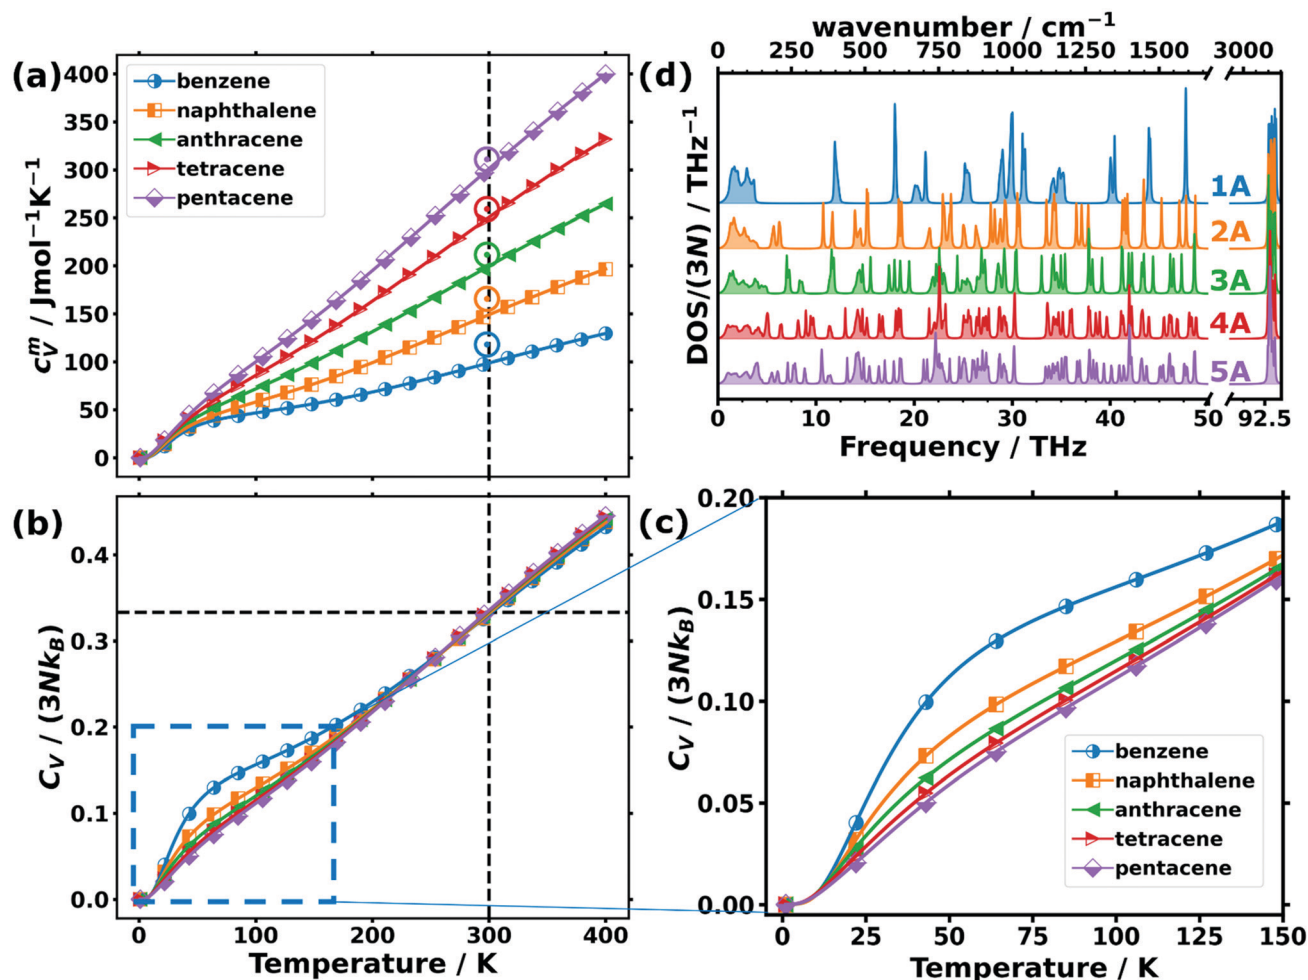 (a)
benzene
naphthalene
anthracene
tetracene
pentacene
400
350
300
250
200
150
100
50
0
c_V^m / Jmol⁻¹K⁻¹
(d)
wavenumber / cm⁻¹
0 250 500 750 1000 1250 1500 3000
DOS/(3N) / THz⁻¹
1A
2A
3A
4A
5A
0 10 20 30 40 50 92.5
Frequency / THz
(b)
0.4
0.3
0.2
0.1
0.0
C_V / (3Nk_B)
0 100 200 300 400
Temperature / K
(c)
0.20
0.15
0.10
0.05
0.00
C_V / (3Nk_B)
benzene
naphthalene
anthracene
tetracene
pentacene
0 25 50 75 100 125 150
Temperature / K